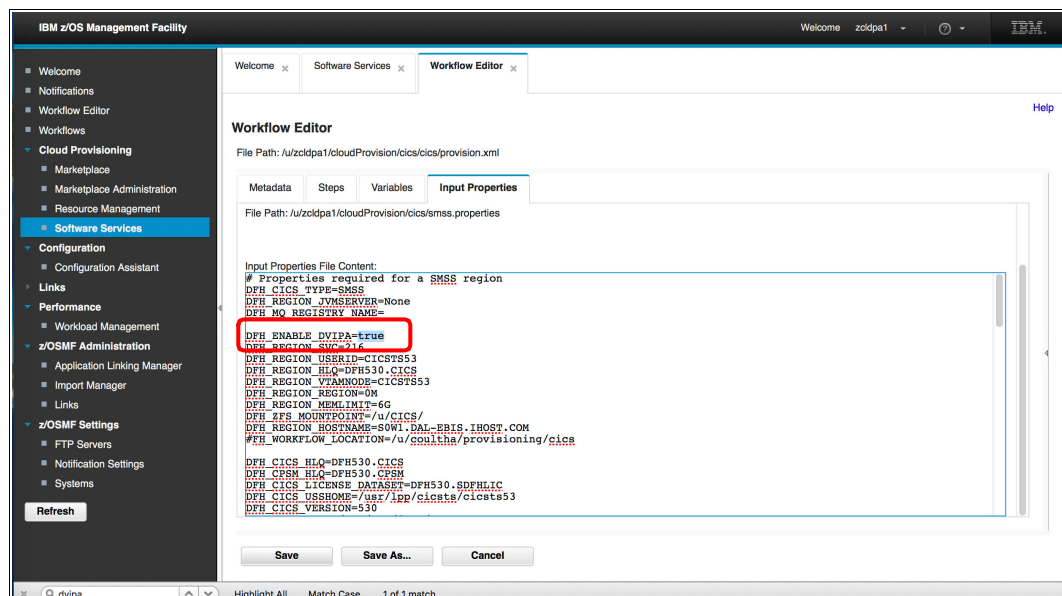 IBM z/OS Management Facility
Welcome zcldpa1
IBM.
Welcome
Notifications
Workflow Editor
Workflows
Cloud Provisioning
Marketplace
Marketplace Administration
Resource Management
Software Services
Configuration
Configuration Assistant
Links
Performance
Workload Management
z/OSMF Administration
Application Linking Manager
Import Manager
Links
z/OSMF Settings
FTP Servers
Notification Settings
Systems
Refresh
Welcome Software Services Workflow Editor
Help
Workflow Editor
File Path: /u/zcldpa1/cloudProvision/cics/cics/provision.xml
Metadata Steps Variables Input Properties
File Path: /u/zcldpa1/cloudProvision/cics/smss.properties
Input Properties File Content:
# Properties required for a SMSS region
DFH_CICS_TYPE=SMSS
DFH_REGION_JVMSERVER=None
DFH_MQ_REGISTRY_NAME=
DFH_ENABLE_DVIPA=true
DFH_REGION_SVC=216
DFH_REGION_USERID=CICSTS53
DFH_REGION_HLQ=DFH530.CICS
DFH_REGION_VTAMNODE=CICSTS53
DFH_REGION_REGION=0M
DFH_REGION_MEMLIMIT=6G
DFH_ZFS_MOUNTPOINT=/u/CICS/
DFH_REGION_HOSTNAME=S0W1.DAL-EBIS.IHOST.COM
#FH_WORKFLOW_LOCATION=/u/coultha/provisioning/cics
DFH_CICS_HLQ=DFH530.CICS
DFH_CPSM_HLQ=DFH530.CPSM
DFH_CICS_LICENSE_DATASET=DFH530.SDFHLIC
DFH_CICS_USSHOME=/usr/lpp/cicsts/cicsts53
DFH_CICS_VERSION=530
Save Save As... Cancel
dvipa Highlight All Match Case 1 of 1 match